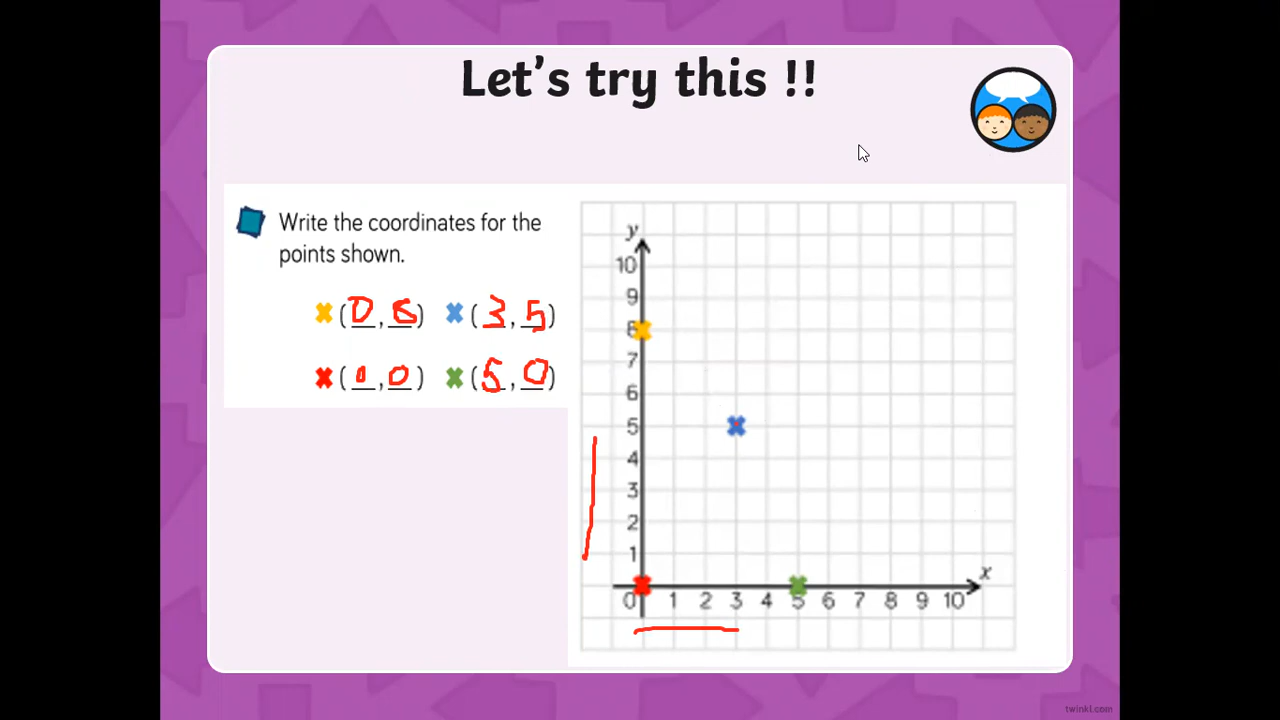 Let's try this !!
Write the coordinates for the
points shown.
(0, 8) (3, 5)
(0, 0) (5, 0)
y
10
9
8
7
6
5
4
3
2
1
x
0 1 2 3 4 5 6 7 8 9 10
twinkl.com